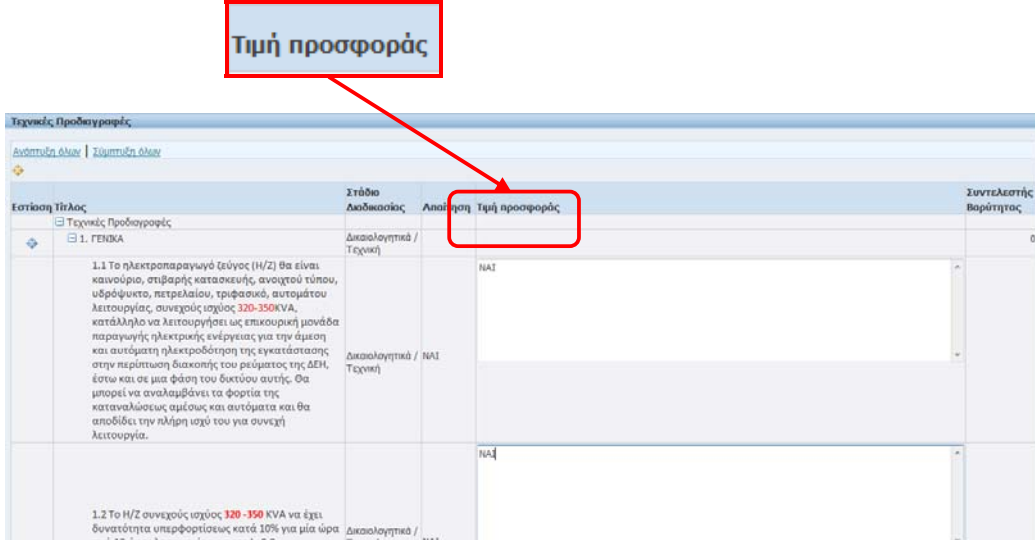 Τιμή προσφοράς
Τεχνικές Προδιαγραφές
Ανάπτυξη όλων | Σύμπτυξη όλων
Εστίαση Τίτλος Στάδιο Διαδικασίας Απαίτηση Τιμή προσφοράς Συντελεστής Βαρύτητας
Τεχνικές Προδιαγραφές
1. ΓΕΝΙΚΑ Δικαιολογητικά / Τεχνική 0
1.1 Το ηλεκτροπαραγωγό ζεύγος (Η/Ζ) θα είναι
καινούριο, στιβαρής κατασκευής, ανοιχτού τύπου,
υδρόψυκτο, πετρελαίου, τριφασικό, αυτομάτου
λειτουργίας, συνεχούς ισχύος 320-350KVA,
κατάλληλο να λειτουργήσει ως επικουρική μονάδα
παραγωγής ηλεκτρικής ενέργειας για την άμεση
και αυτόματη ηλεκτροδότηση της εγκατάστασης
στην περίπτωση διακοπής του ρεύματος της ΔΕΗ,
έστω και σε μια φάση του δικτύου αυτής. Θα
μπορεί να αναλαμβάνει τα φορτία της
καταναλώσεως αμέσως και αυτόματα και θα
αποδίδει την πλήρη ισχύ του για συνεχή
λειτουργία.
Δικαιολογητικά / Τεχνική
ΝΑΙ
ΝΑΙ
1.2 Το Η/Ζ συνεχούς ισχύος 320 -350 KVA να έχει
δυνατότητα υπερφορτίσεως κατά 10% για μία ώρα
Δικαιολογητικά /
ΝΑΙ